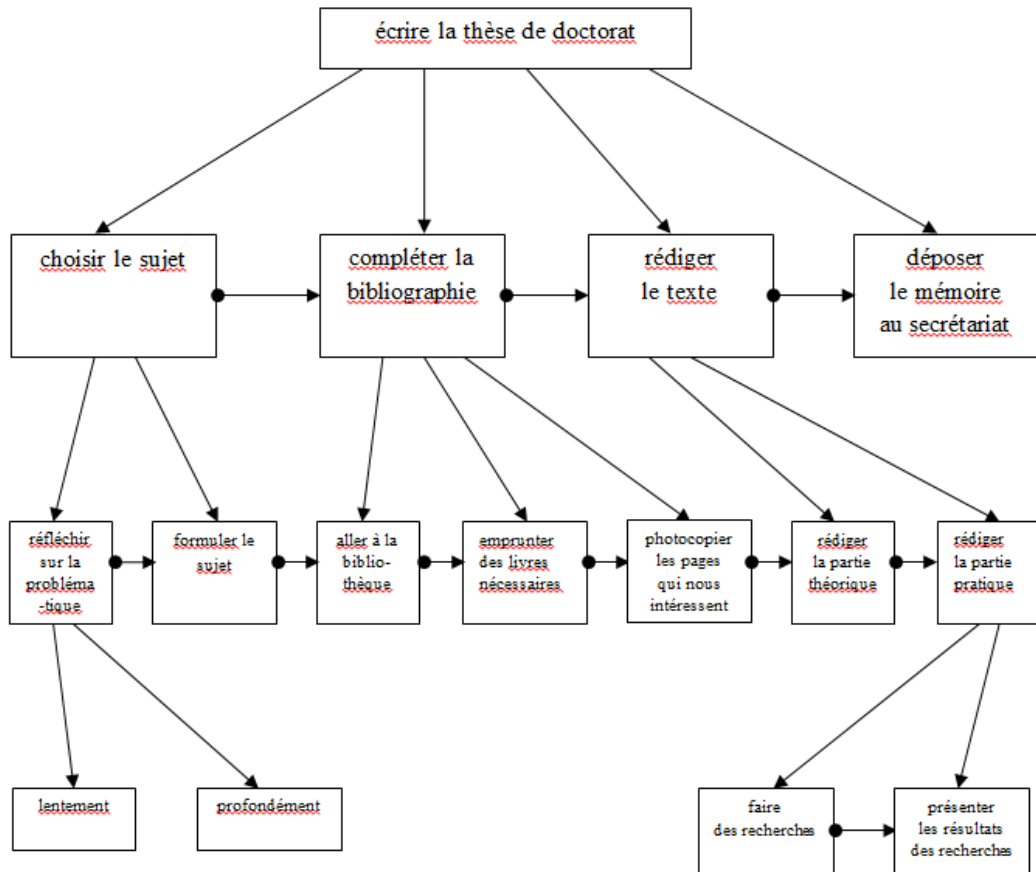 écrire la thèse de doctorat
choisir le sujet
compléter la
bibliographie
rédiger
le texte
déposer
le mémoire
au secrétariat
réfléchir
sur la
probléma
-tique
formuler le
sujet
aller à la
biblio-
thèque
emprunter
des livres
nécessaires
photocopier
les pages
qui nous
intéressent
rédiger
la partie
théorique
rédiger
la partie
pratique
lentement
profondément
faire
des recherches
présenter
les résultats
des recherches